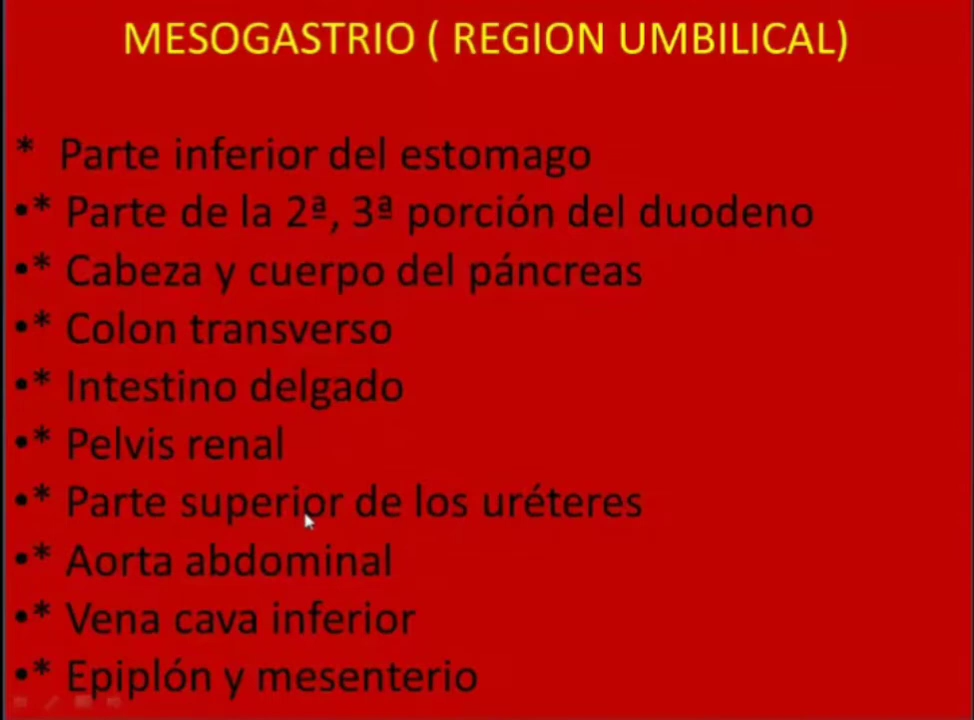 MESOGASTRIO ( REGION UMBILICAL)
* Parte inferior del estomago
•* Parte de la 2ª, 3ª porción del duodeno
•* Cabeza y cuerpo del páncreas
•* Colon transverso
•* Intestino delgado
•* Pelvis renal
•* Parte superior de los uréteres
•* Aorta abdominal
•* Vena cava inferior
•* Epiplón y mesenterio